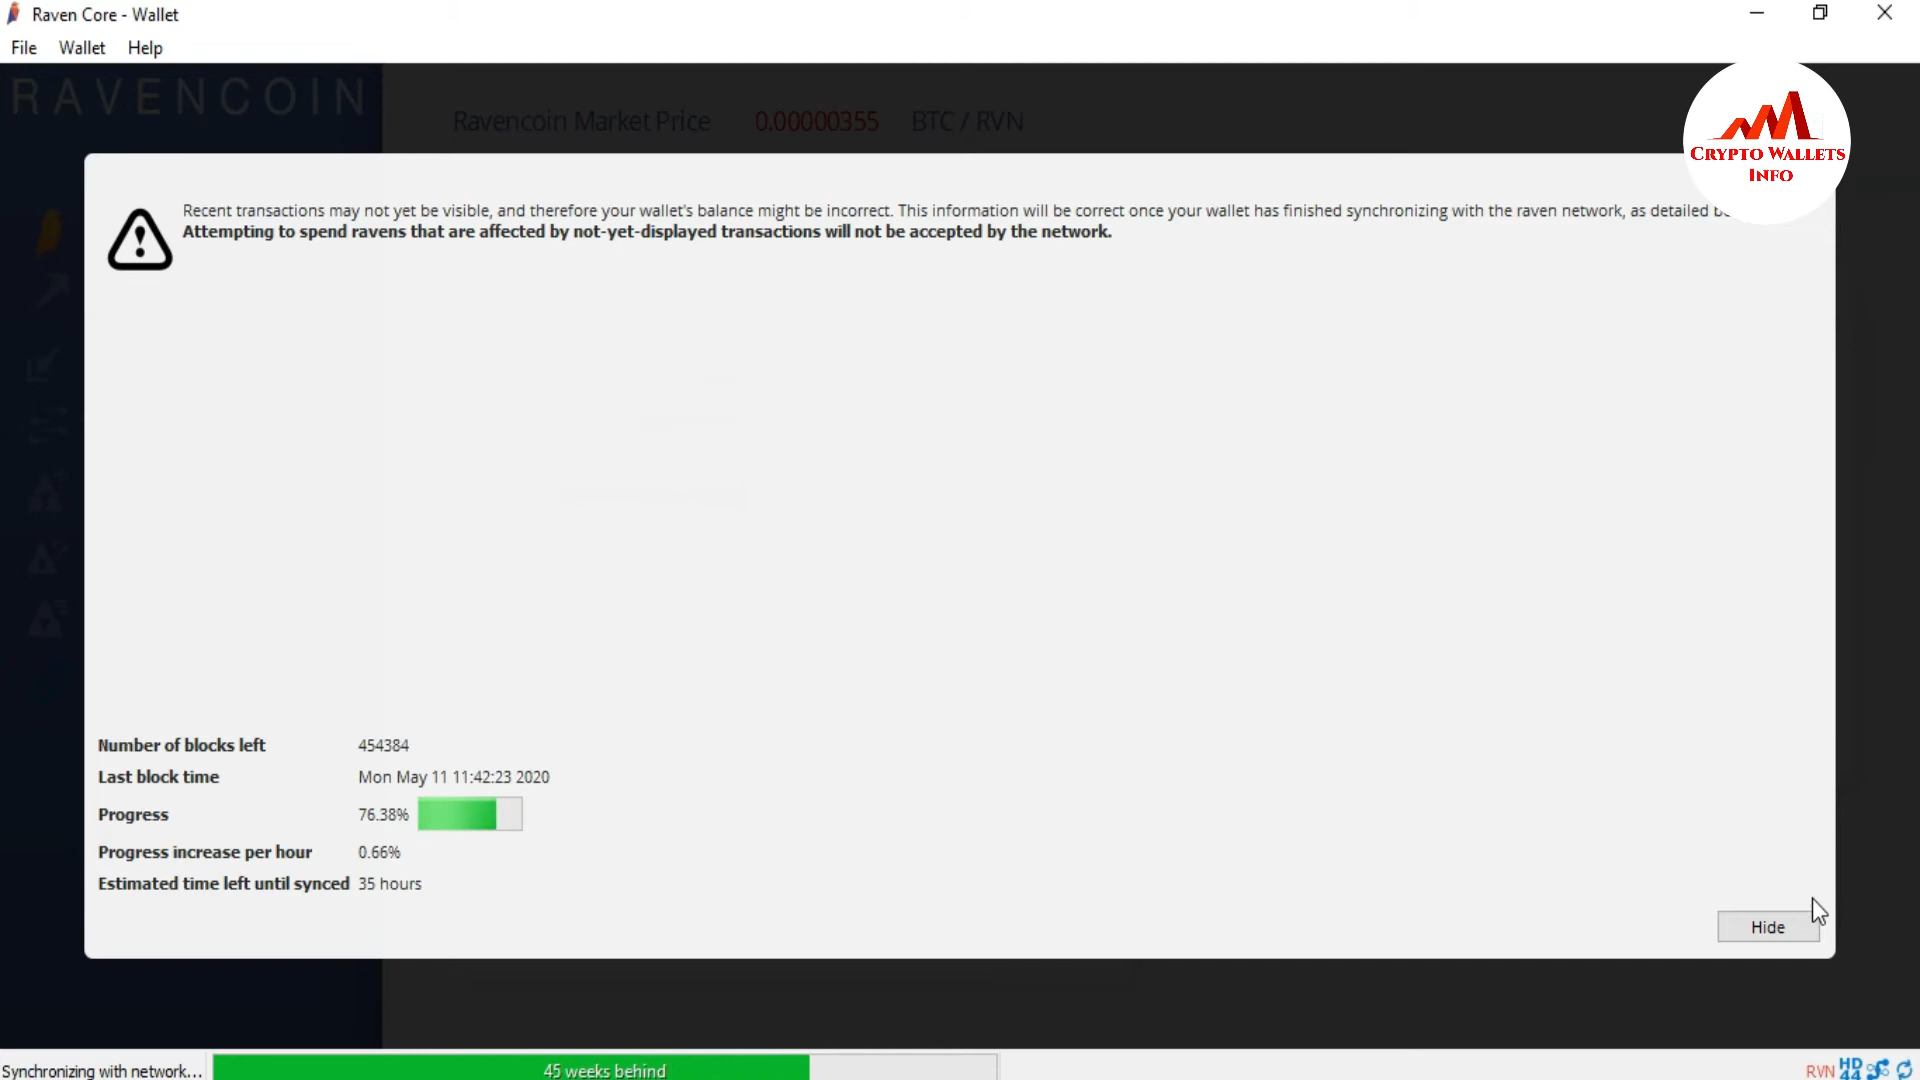 Raven Core - Wallet
File Wallet Help
RAVENCOIN
Ravencoin Market Price 0.00000355 BTC / RVN
CRYPTO WALLETS
INFO
Recent transactions may not yet be visible, and therefore your wallet's balance might be incorrect. This information will be correct once your wallet has finished synchronizing with the raven network, as detailed
Attempting to spend ravens that are affected by not-yet-displayed transactions will not be accepted by the network.
Number of blocks left 454384
Last block time Mon May 11 11:42:23 2020
Progress 76.38%
Progress increase per hour 0.66%
Estimated time left until synced 35 hours
Hide
Synchronizing with network... 45 weeks behind RVN HD
44